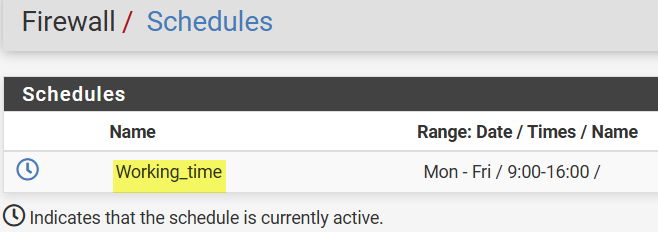 Firewall / Schedules
Schedules
Name Range: Date / Times / Name
Working_time Mon - Fri / 9:00-16:00 /
Indicates that the schedule is currently active.